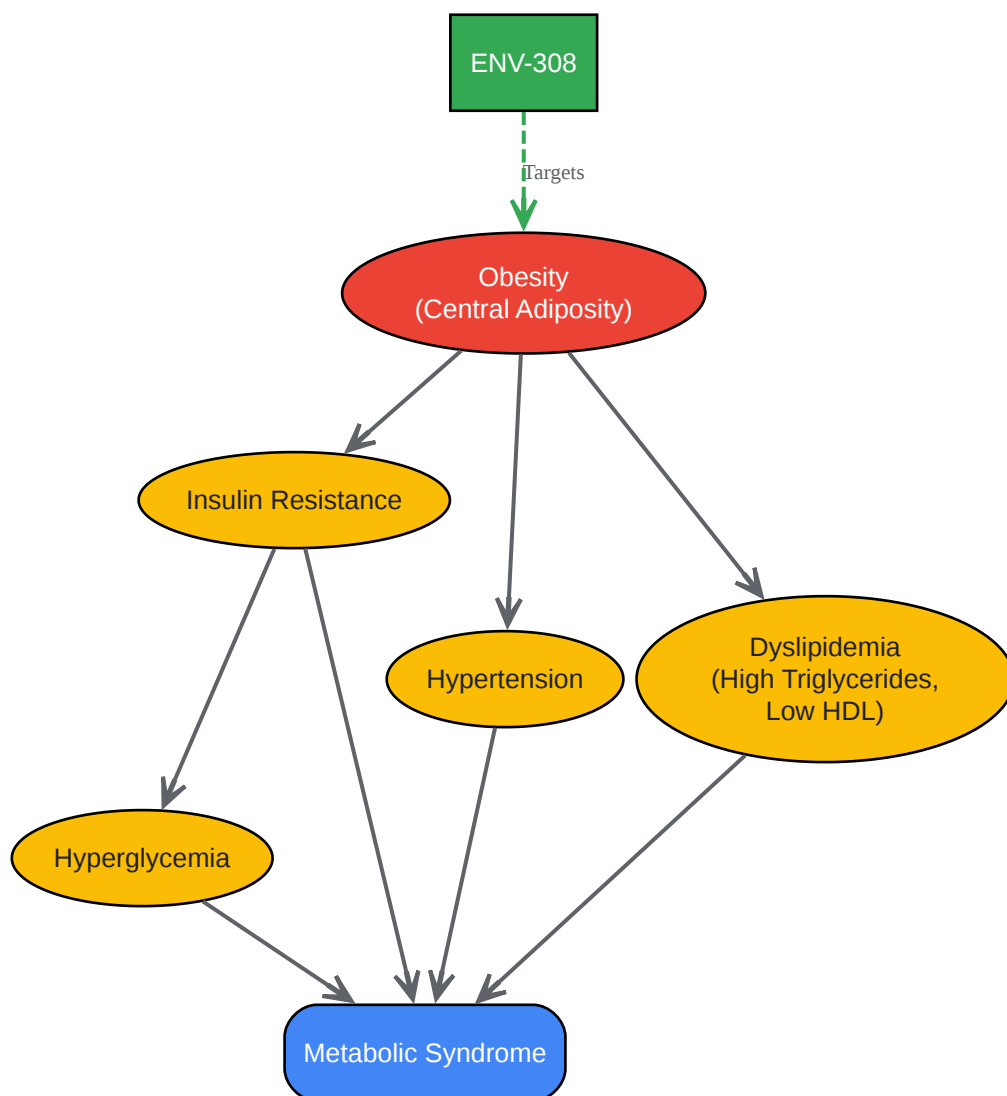 ENV-308
Targets
Obesity
(Central Adiposity)
Insulin Resistance
Hypertension
Dyslipidemia
(High Triglycerides,
Low HDL)
Hyperglycemia
Metabolic Syndrome